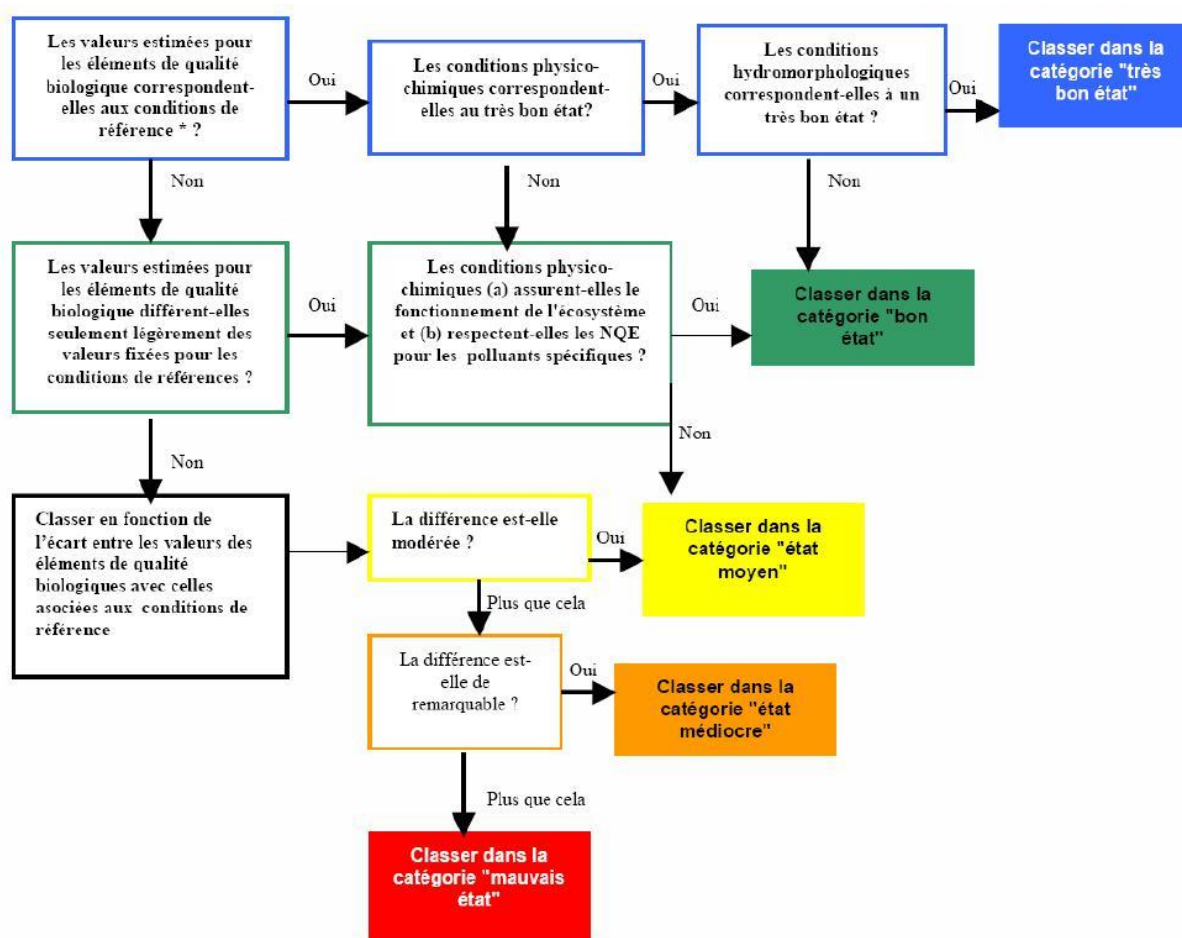 Les valeurs estimées pour
les éléments de qualité
biologique correspondent-
elles aux conditions de
référence * ?
Oui
Les conditions physico-
chimiques correspondent-
elles au très bon état?
Oui
Les conditions
hydromorphologiques
correspondent-elles à un
très bon état ?
Oui
Classer dans la
catégorie "très
bon état"
Non
Non
Non
Les valeurs estimées pour
les éléments de qualité
biologique diffèrent-elles
seulement légèrement des
valeurs fixées pour les
conditions de références ?
Oui
Les conditions physico-
chimiques (a) assurent-elles le
fonctionnement de l'écosystème
et (b) respectent-elles les NQE
pour les polluants spécifiques ?
Oui
Classer dans la
catégorie "bon
état"
Non
Non
Classer en fonction de
l'écart entre les valeurs des
éléments de qualité
biologiques avec celles
asociées aux conditions de
référence
La différence est-elle
modérée ?
Oui
Classer dans la
catégorie "état
moyen"
Plus que cela
La différence est-
elle de
remarquable ?
Oui
Classer dans la
catégorie "état
médiocre"
Plus que cela
Classer dans la
catégorie "mauvais
état"